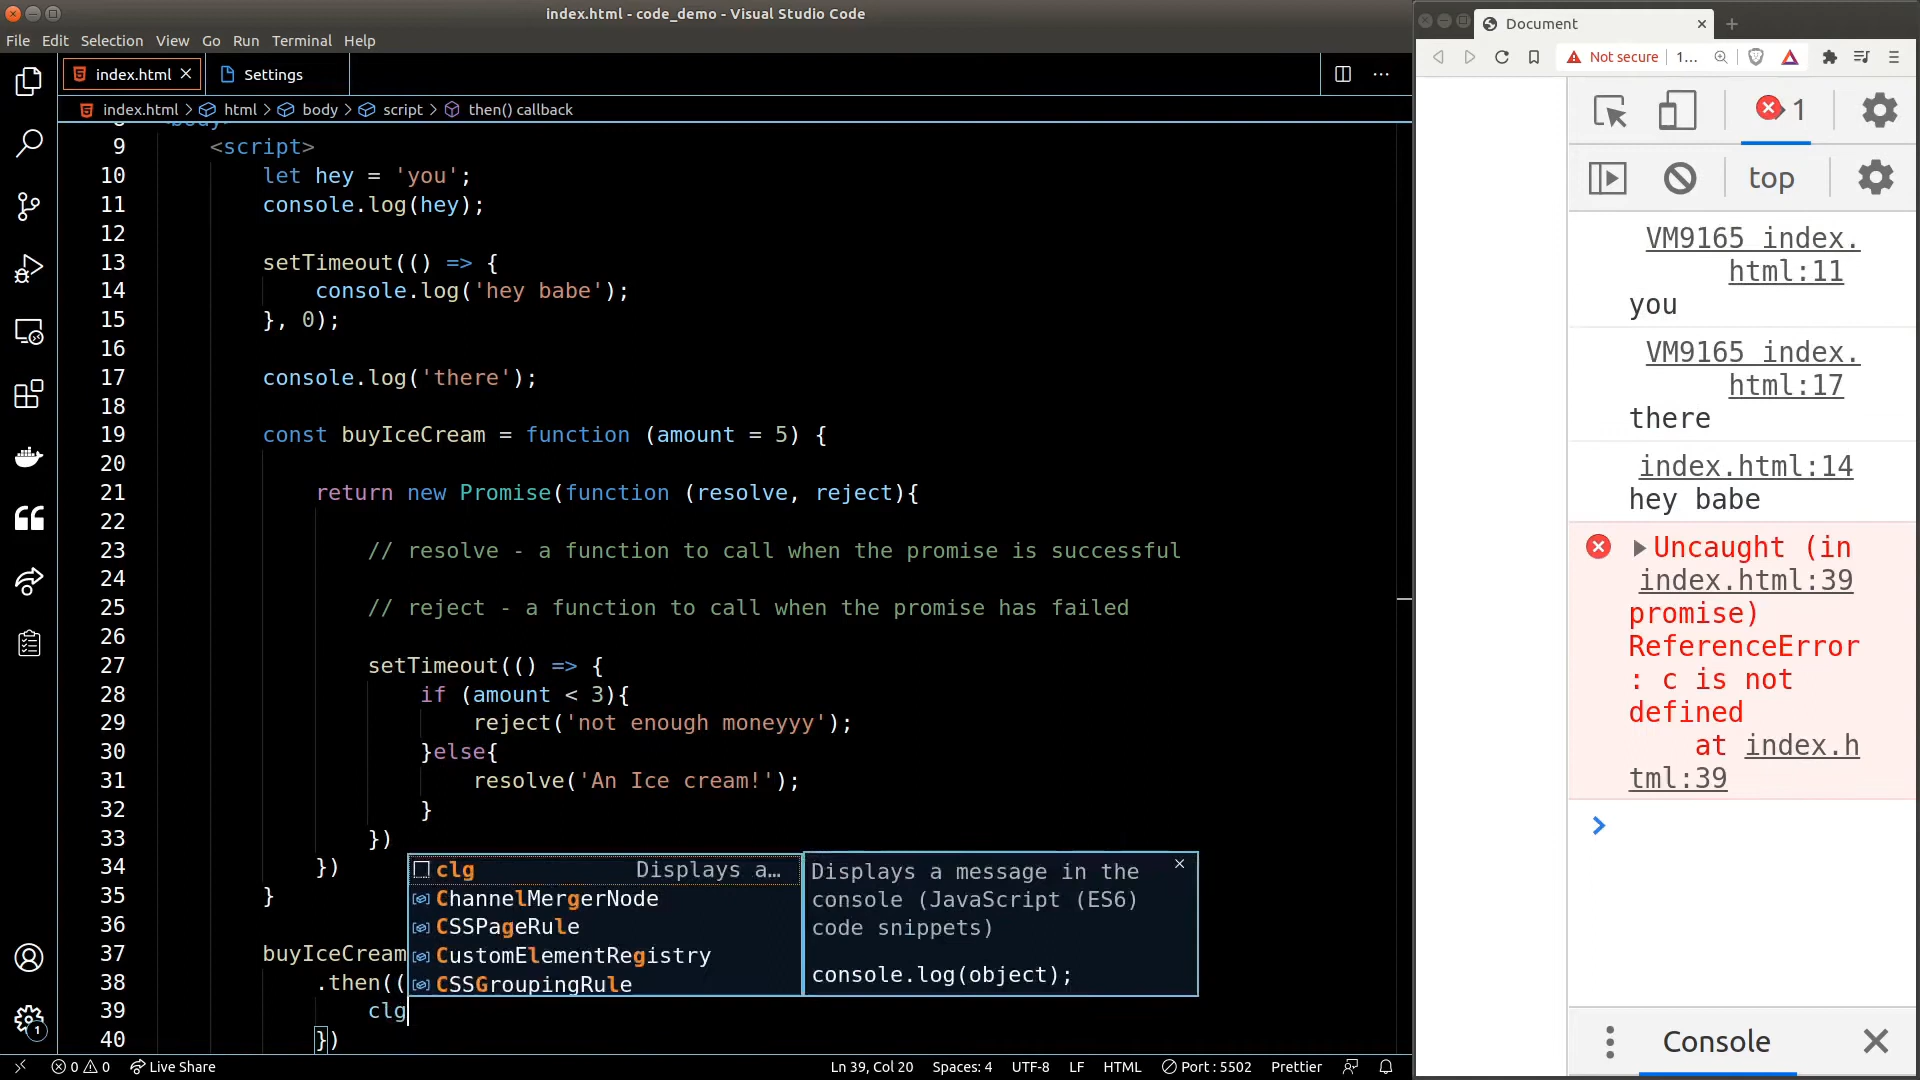 index.html - code_demo - Visual Studio Code
File Edit Selection View Go Run Terminal Help
index.html Settings
index.html > html > body > script > then() callback
9 <script>
10 let hey = 'you';
11 console.log(hey);
12
13 setTimeout(() => {
14 console.log('hey babe');
15 }, 0);
16
17 console.log('there');
18
19 const buyIceCream = function (amount = 5) {
20
21 return new Promise(function (resolve, reject){
22
23 // resolve - a function to call when the promise is successful
24
25 // reject - a function to call when the promise has failed
26
27 setTimeout(() => {
28 if (amount < 3){
29 reject('not enough moneyyy');
30 }else{
31 resolve('An Ice cream!');
32 }
33 })
34 })
35 }
36
37 buyIceCream
38 .then((
39 clg
40 })
clg Displays a…
ChannelMergerNode
CSSPageRule
CustomElementRegistry
CSSGroupingRule
Displays a message in the
console (JavaScript (ES6)
code snippets)
console.log(object);
1
0 0 Live Share Ln 39, Col 20 Spaces: 4 UTF-8 LF HTML Port : 5502 Prettier
Document
Not secure 1…
1
top
VM9165 index.
html:11
you
VM9165 index.
html:17
there
index.html:14
hey babe
Uncaught (in
index.html:39
promise)
ReferenceError
: c is not
defined
at index.h
tml:39
Console